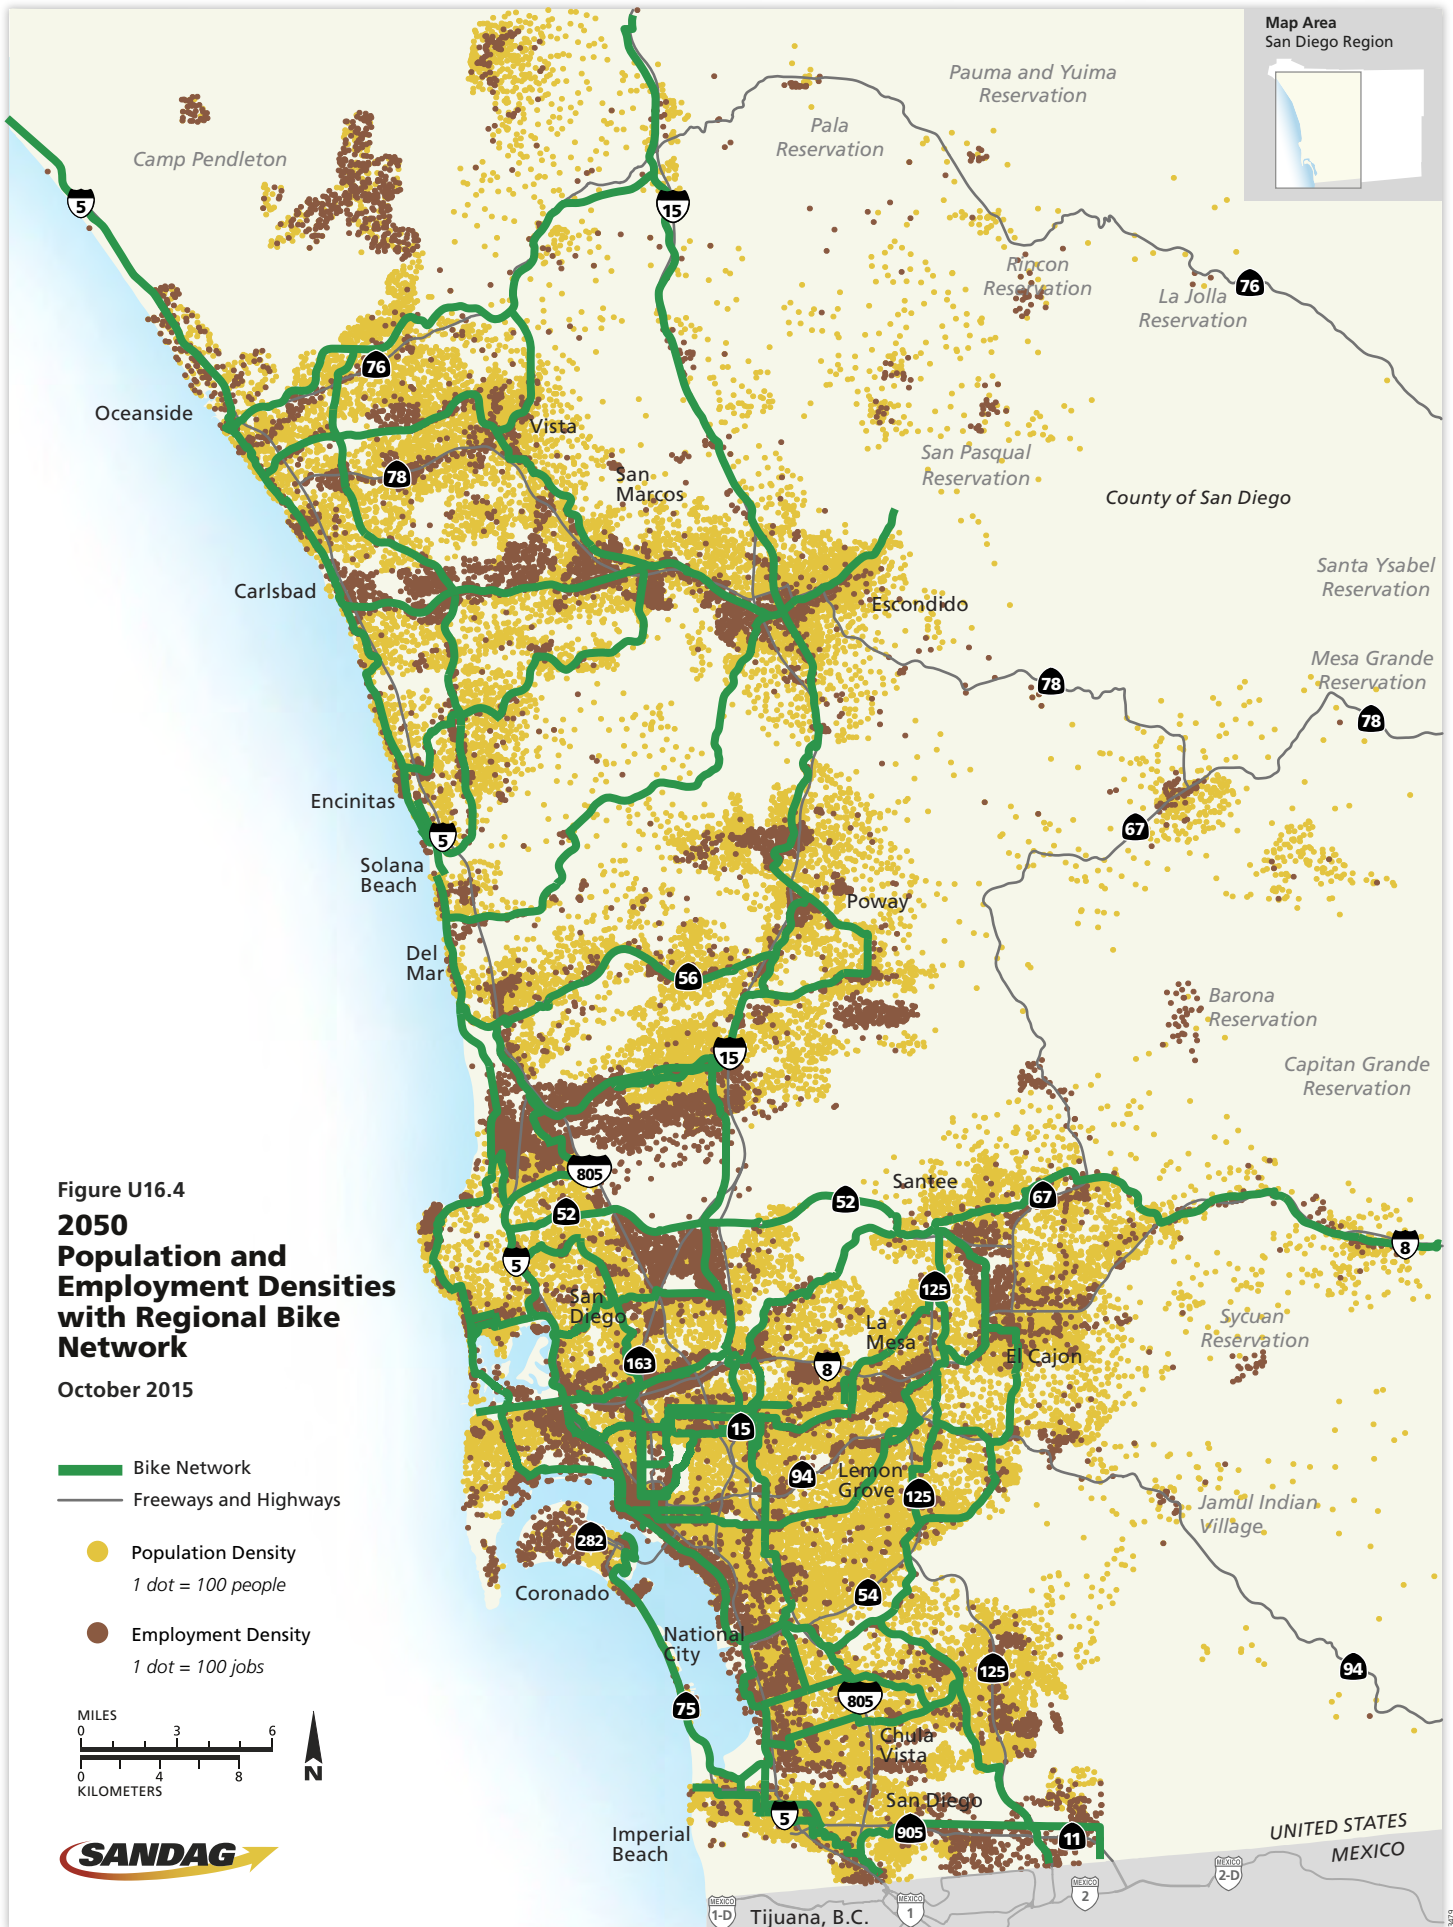 Map Area
San Diego Region
Pauma and Yuima
Reservation
Pala
Reservation
Camp Pendleton
5
15
Rincon
Reservation
76
La Jolla
Reservation
76
Oceanside
Vista
San Pasqual
Reservation
78
San
Marcos
County of San Diego
Santa Ysabel
Reservation
Carlsbad
Escondido
Mesa Grande
Reservation
78
78
Encinitas
67
5
Solana
Beach
Poway
Del
Mar
56
Barona
Reservation
15
Capitan Grande
Reservation
805
Santee
67
52
52
Figure U16.4
2050
Population and
Employment Densities
with Regional Bike
Network
October 2015
5
8
125
San
Diego
La
Mesa
Sycuan
Reservation
163
8
El Cajon
15
94
Lemon
Grove
125
Jamul Indian
Village
Bike Network
Freeways and Highways
Population Density
1 dot = 100 people
Employment Density
1 dot = 100 jobs
282
Coronado
54
National
City
125
94
75
805
Chula
Vista
MILES
0 3 6
0 4 8
KILOMETERS
N
San Diego
5
905
11
Imperial
Beach
UNITED STATES
MEXICO
SANDAG
MEXICO
2-D
MEXICO
2
MEXICO
1
MEXICO
1-D
Tijuana, B.C.